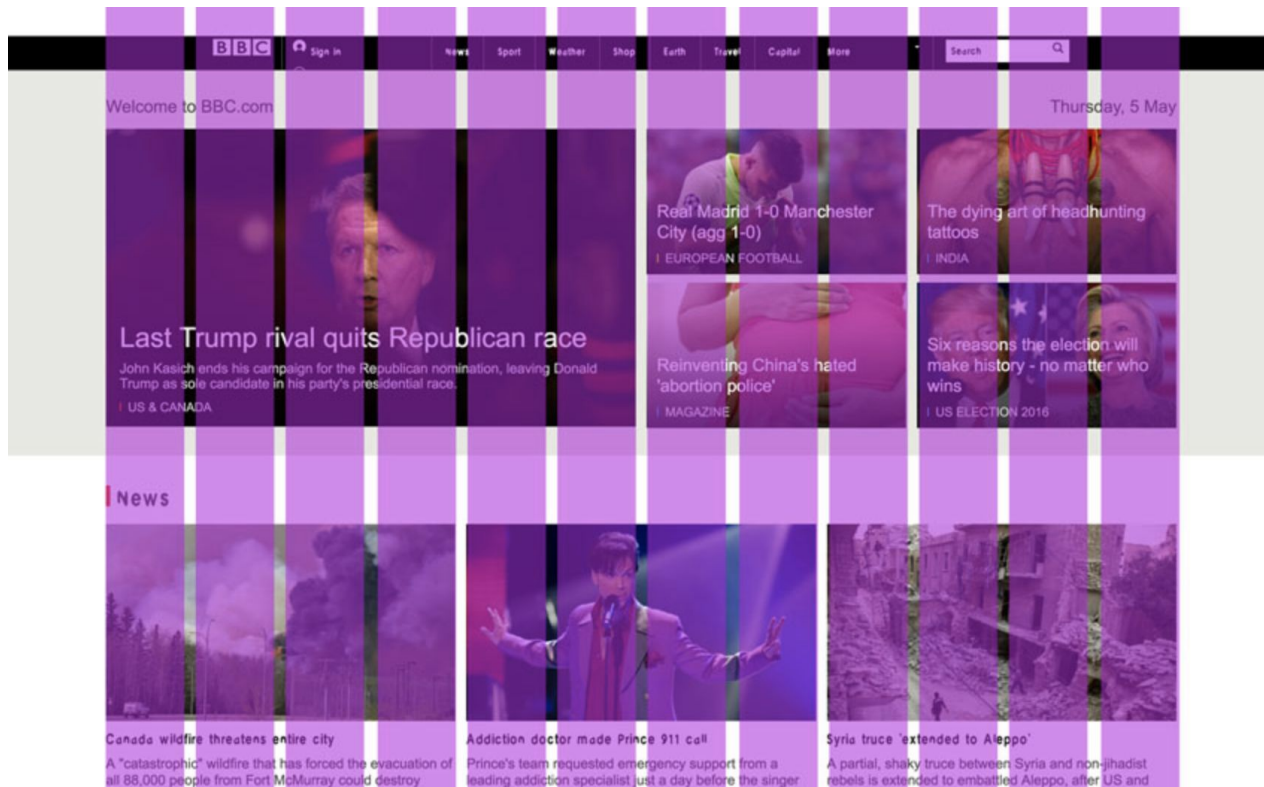 BBC Sign in News Sport Weather Shop Earth Travel Capital More Search
Welcome to BBC.com Thursday, 5 May
Last Trump rival quits Republican race
John Kasich ends his campaign for the Republican nomination, leaving Donald
Trump as sole candidate in his party's presidential race.
US & CANADA
Real Madrid 1-0 Manchester
City (agg 1-0)
EUROPEAN FOOTBALL
The dying art of headhunting
tattoos
INDIA
Reinventing China's hated
'abortion police'
MAGAZINE
Six reasons the election will
make history - no matter who
wins
US ELECTION 2016
News
Canada wildfire threatens entire city
A "catastrophic" wildfire that has forced the evacuation of
all 88,000 people from Fort McMurray could destroy
Addiction doctor made Prince 911 call
Prince's team requested emergency support from a
leading addiction specialist just a day before the singer
Syria truce 'extended to Aleppo'
A partial, shaky truce between Syria and non-jihadist
rebels is extended to embattled Aleppo, after US and